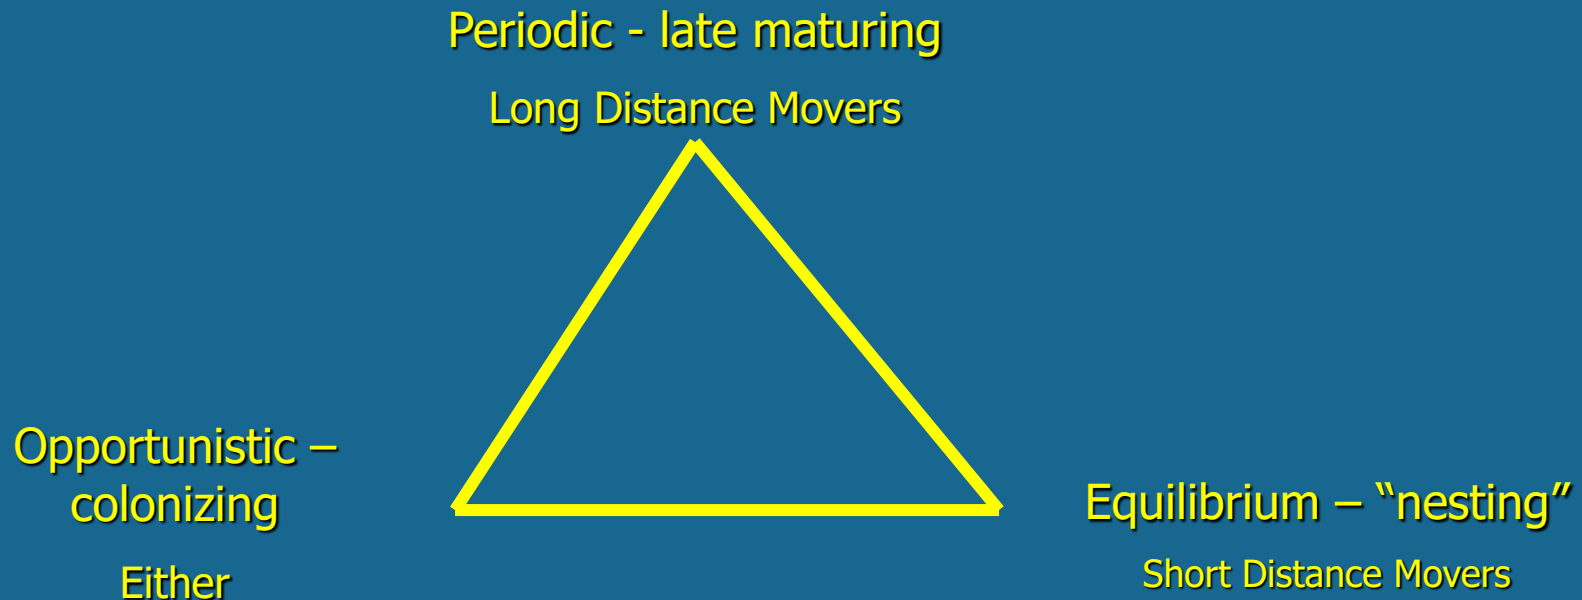 Periodic - late maturing
Long Distance Movers
Opportunistic –
colonizing
Either
Equilibrium – “nesting”
Short Distance Movers